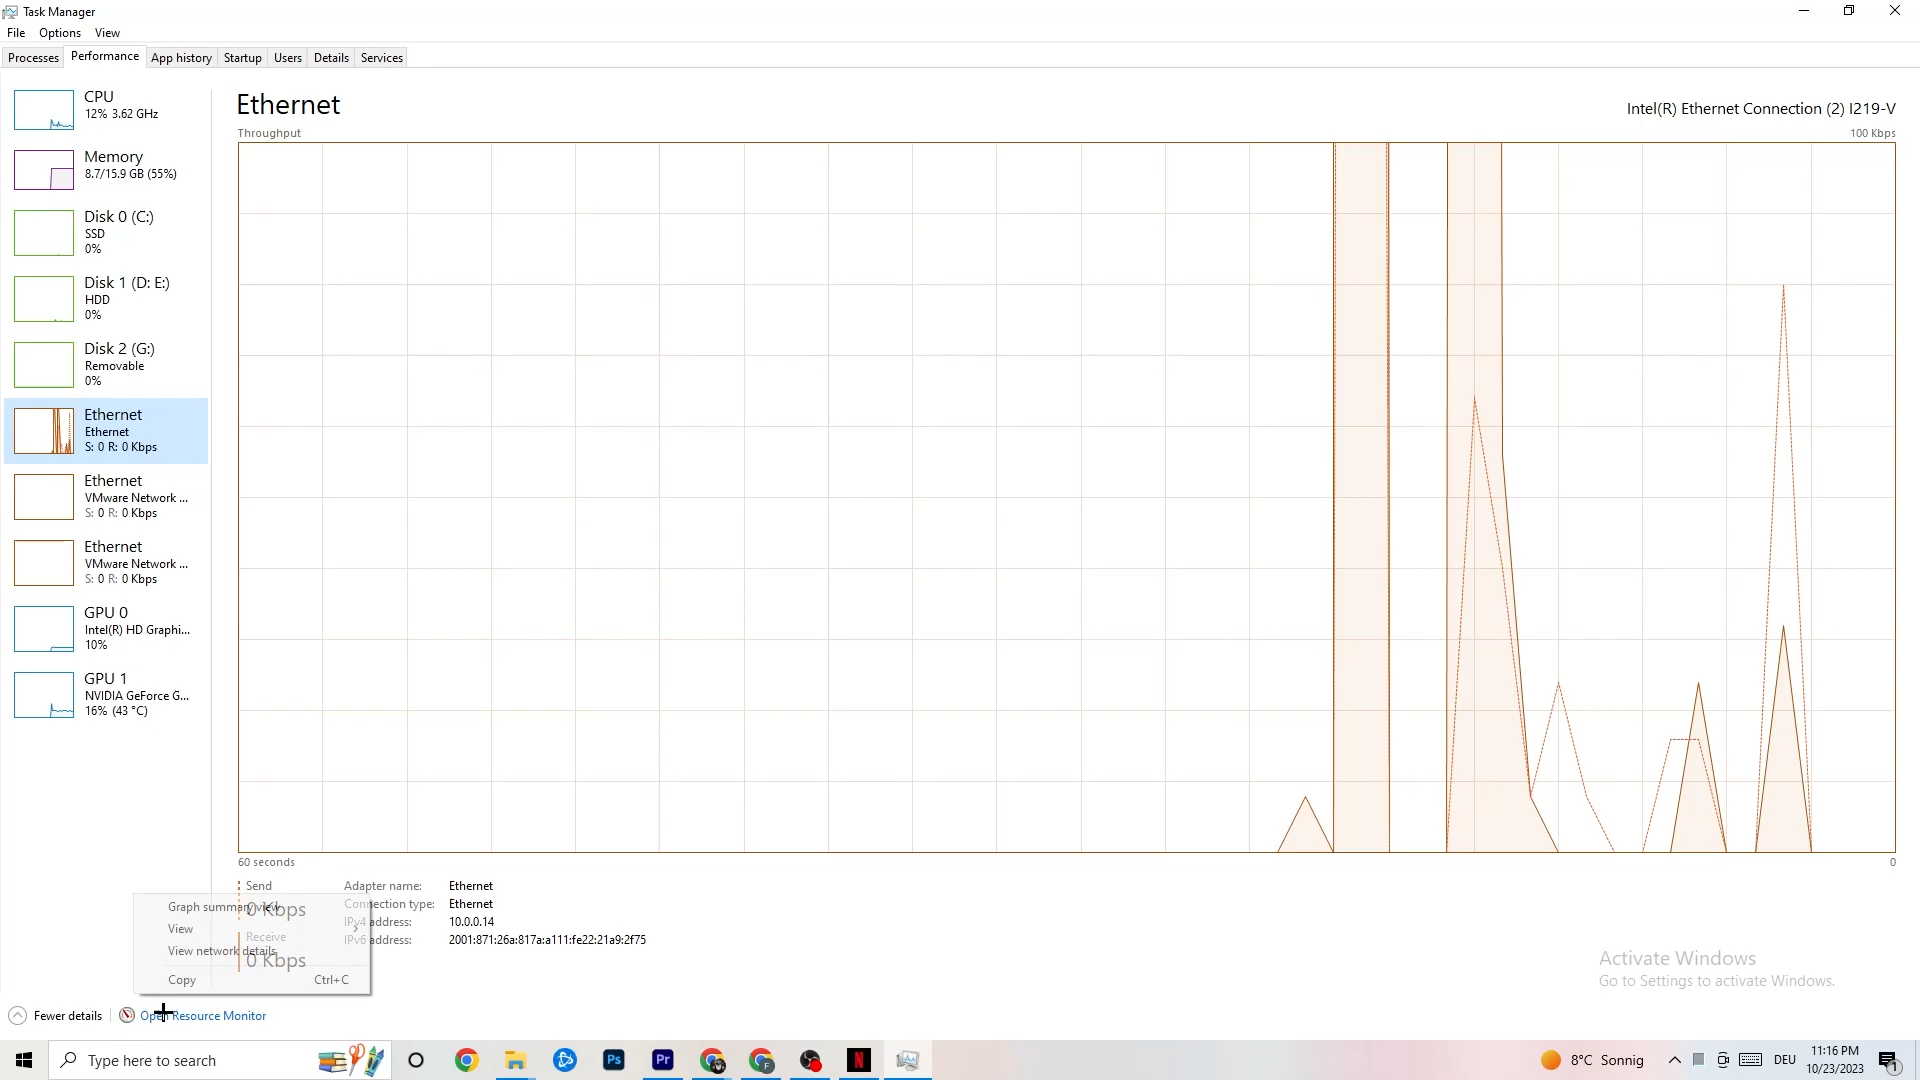 Task Manager
File Options View
Processes Performance App history Startup Users Details Services
CPU
12% 3.62 GHz
Memory
8.7/15.9 GB (55%)
Disk 0 (C:)
SSD
0%
Disk 1 (D: E:)
HDD
0%
Disk 2 (G:)
Removable
0%
Ethernet
Ethernet
S: 0 R: 0 Kbps
Ethernet
VMware Network ...
S: 0 R: 0 Kbps
Ethernet
VMware Network ...
S: 0 R: 0 Kbps
GPU 0
Intel(R) HD Graphi...
10%
GPU 1
NVIDIA GeForce G...
16% (43 °C)
Ethernet
Intel(R) Ethernet Connection (2) I219-V
Throughput
100 Kbps
60 seconds
0
Send
0 Kbps
Receive
0 Kbps
Adapter name: Ethernet
Connection type: Ethernet
IPv4 address: 10.0.0.14
IPv6 address: 2001:871:26a:817a:a111:fe22:21a9:2f75
Graph summary view
View
View network details
Copy Ctrl+C
Activate Windows
Go to Settings to activate Windows.
Fewer details
Open Resource Monitor
Type here to search
Ps
Pr
F
N
8°C Sonnig
DEU
11:16 PM
10/23/2023
1